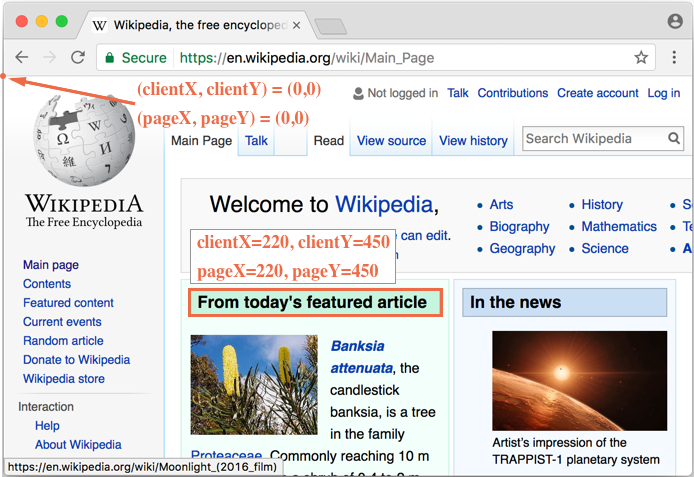 Wikipedia, the free encycloped
Secure https://en.wikipedia.org/wiki/Main_Page
(clientX, clientY) = (0,0)
(pageX, pageY) = (0,0)
Not logged in Talk Contributions Create account Log in
Main Page Talk Read View source View history Search Wikipedia
WIKIPEDIA
The Free Encyclopedia
Main page
Contents
Featured content
Current events
Random article
Donate to Wikipedia
Wikipedia store
Interaction
Help
About Wikipedia
Welcome to Wikipedia,
can edit.
Arts
Biography
Geography
History
Mathematics
Science
clientX=220, clientY=450
pageX=220, pageY=450
From today's featured article
Banksia
attenuata, the
candlestick
banksia, is a tree
in the family
Proteaceae. Commonly reaching 10 m
In the news
Artist's impression of the
TRAPPIST-1 planetary system
https://en.wikipedia.org/wiki/Moonlight_(2016_film)